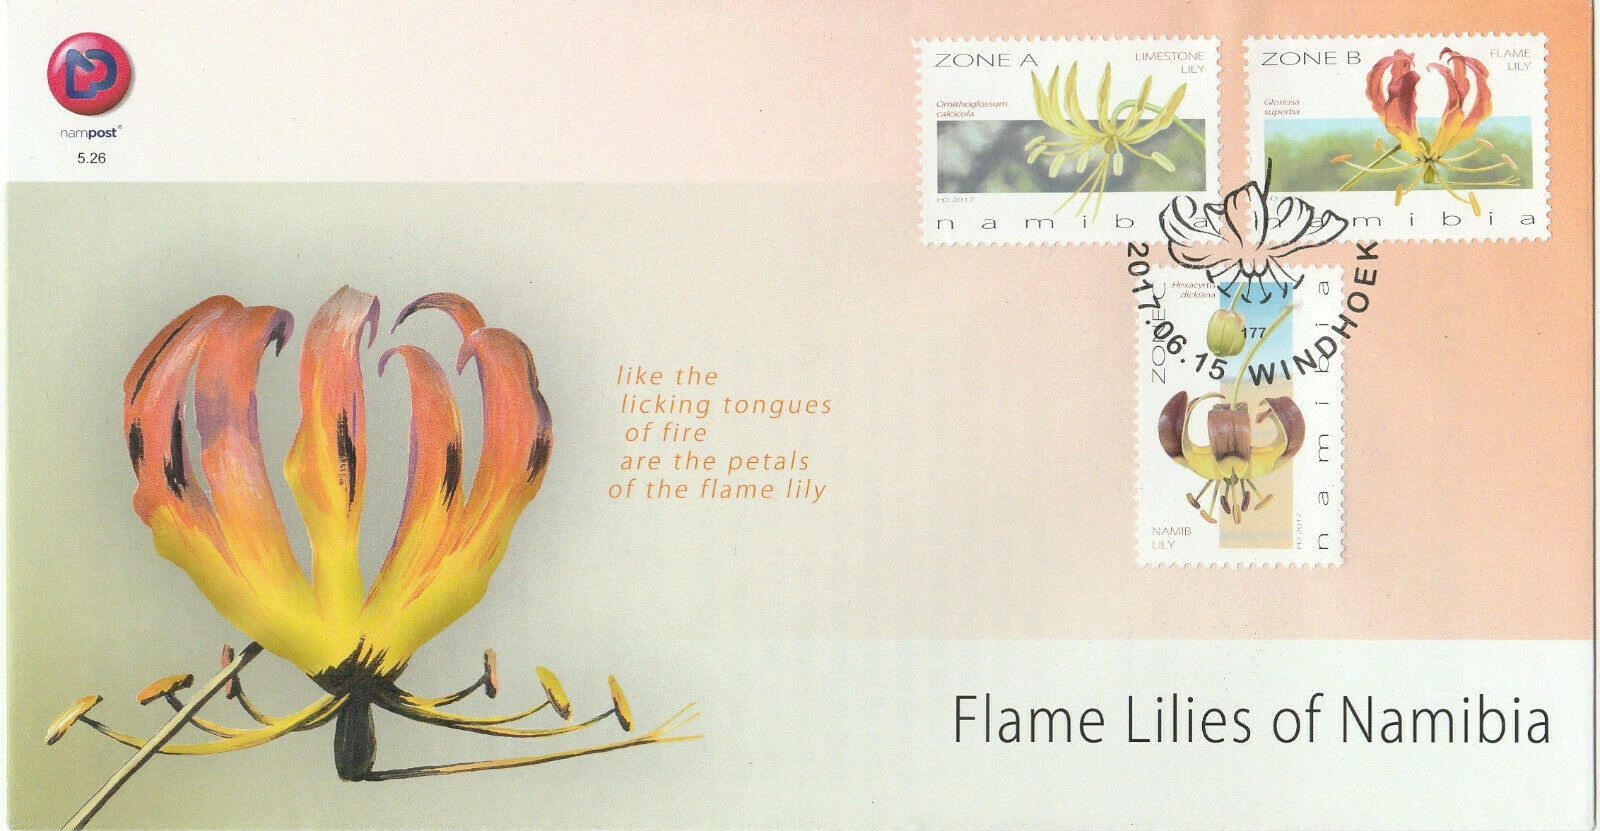 nampost®
5.26
ZONE A
LIMESTONE
LILY
Ornithoglossum
calcicola
HD 2017
namibia
ZONE B
FLAME
LILY
Gloriosa
superba
namibia
ZONE C
Hexacyrtis
dickiana
NAMIB
LILY
HD 2017
namibia
2017.06.15 WINDHOEK
177
like the
licking tongues
of fire
are the petals
of the flame lily
Flame Lilies of Namibia